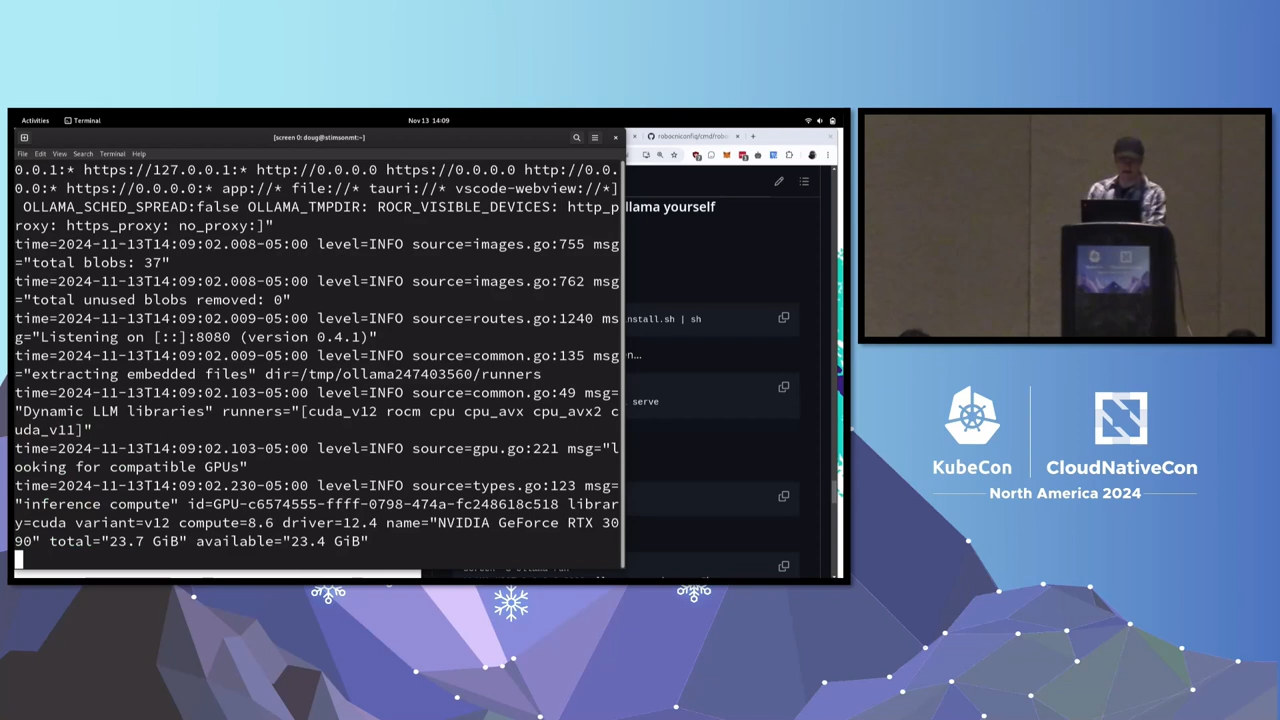 Activities
Terminal
Nov 13 14:09
[screen 0: doug@stimsonmt:~]
File Edit View Search Terminal Help
0.0.1:* https://127.0.0.1:* http://0.0.0.0 https://0.0.0.0 http://0.0.
0.0:* https://0.0.0.0:* app://* file://* tauri://* vscode-webview://*]
OLLAMA_SCHED_SPREAD:false OLLAMA_TMPDIR: ROCR_VISIBLE_DEVICES: http_p
roxy: https_proxy: no_proxy:]"
time=2024-11-13T14:09:02.008-05:00 level=INFO source=images.go:755 msg
="total blobs: 37"
time=2024-11-13T14:09:02.008-05:00 level=INFO source=images.go:762 msg
="total unused blobs removed: 0"
time=2024-11-13T14:09:02.009-05:00 level=INFO source=routes.go:1240 ms
g="Listening on [::]:8080 (version 0.4.1)"
time=2024-11-13T14:09:02.009-05:00 level=INFO source=common.go:135 msg
="extracting embedded files" dir=/tmp/ollama247403560/runners
time=2024-11-13T14:09:02.103-05:00 level=INFO source=common.go:49 msg=
"Dynamic LLM libraries" runners="[cuda_v12 rocm cpu cpu_avx cpu_avx2 c
uda_v11]"
time=2024-11-13T14:09:02.103-05:00 level=INFO source=gpu.go:221 msg="l
ooking for compatible GPUs"
time=2024-11-13T14:09:02.230-05:00 level=INFO source=types.go:123 msg=
"inference compute" id=GPU-c6574555-ffff-0798-474a-fc248618c518 librar
y=cuda variant=v12 compute=8.6 driver=12.4 name="NVIDIA GeForce RTX 30
90" total="23.7 GiB" available="23.4 GiB"
robocniconfig/cmd/robo
llama yourself
nstall.sh | sh
n...
serve
KubeCon
CloudNativeCon
North America 2024